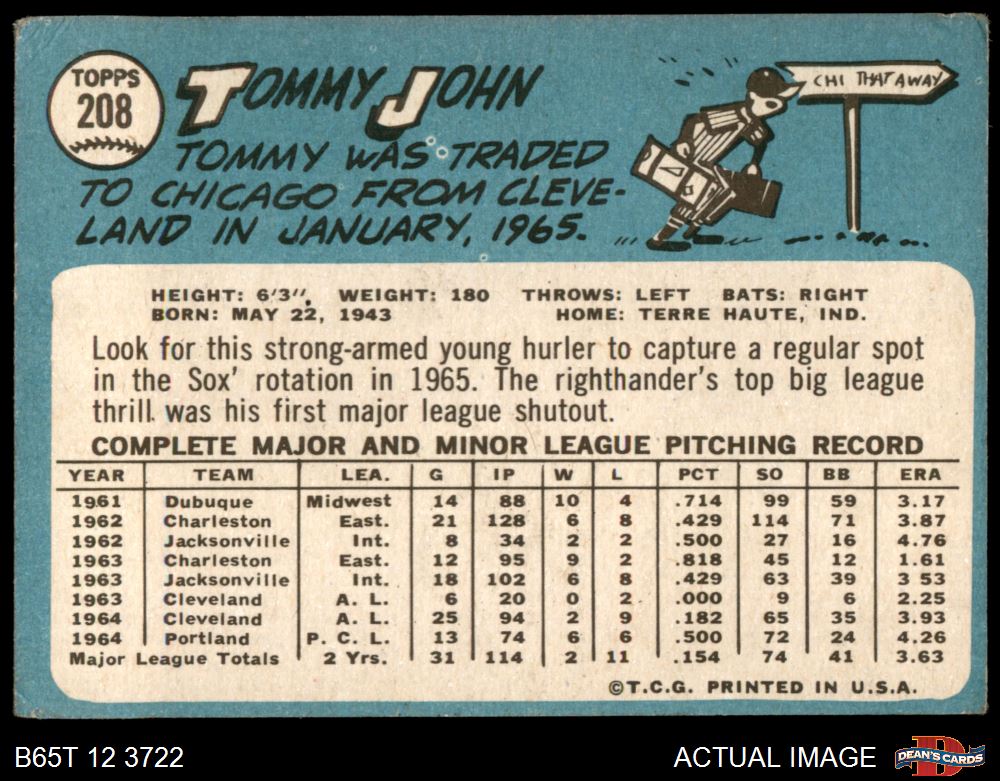 TOPPS
208
TOMMY JOHN
CHI THAT AWAY
TOMMY WAS TRADED
TO CHICAGO FROM CLEVE-
LAND IN JANUARY, 1965.
HEIGHT: 6'3". WEIGHT: 180 THROWS: LEFT BATS: RIGHT
BORN: MAY 22, 1943 HOME: TERRE HAUTE, IND.
Look for this strong-armed young hurler to capture a regular spot
in the Sox' rotation in 1965. The righthander's top big league
thrill was his first major league shutout.
COMPLETE MAJOR AND MINOR LEAGUE PITCHING RECORD
YEAR TEAM LEA. G IP W L PCT SO BB ERA
1961 Dubuque Midwest 14 88 10 4 .714 99 59 3.17
1962 Charleston East. 21 128 6 8 .429 114 71 3.87
1962 Jacksonville Int. 8 34 2 2 .500 27 16 4.76
1963 Charleston East. 12 95 9 2 .818 45 12 1.61
1963 Jacksonville Int. 18 102 6 8 .429 63 39 3 53
1963 Cleveland A. L. 6 20 0 2 .000 9 6 2.25
1964 Cleveland A. L. 25 94 2 9 .182 65 35 3.93
1964 Portland P. C. L. 13 74 6 6 .500 72 24 4.26
Major League Totals 2 Yrs. 31 114 2 11 .154 74 41 3.63
©T.C.G. PRINTED IN U.S.A.
B65T 12 3722 ACTUAL IMAGE DEAN'S CARDS